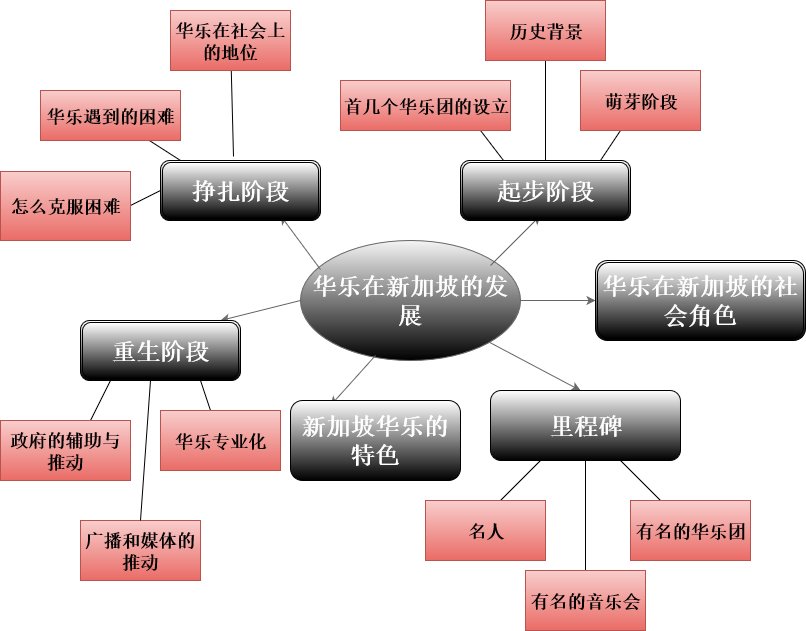 华乐在社会上
的地位
历史背景
华乐遇到的困难
首几个华乐团的设立
萌芽阶段
怎么克服困难
挣扎阶段
起步阶段
华乐在新加坡的发
展
华乐在新加坡的社
会角色
重生阶段
政府的辅助与
推动
华乐专业化
新加坡华乐的
特色
里程碑
广播和媒体的
推动
名人
有名的华乐团
有名的音乐会